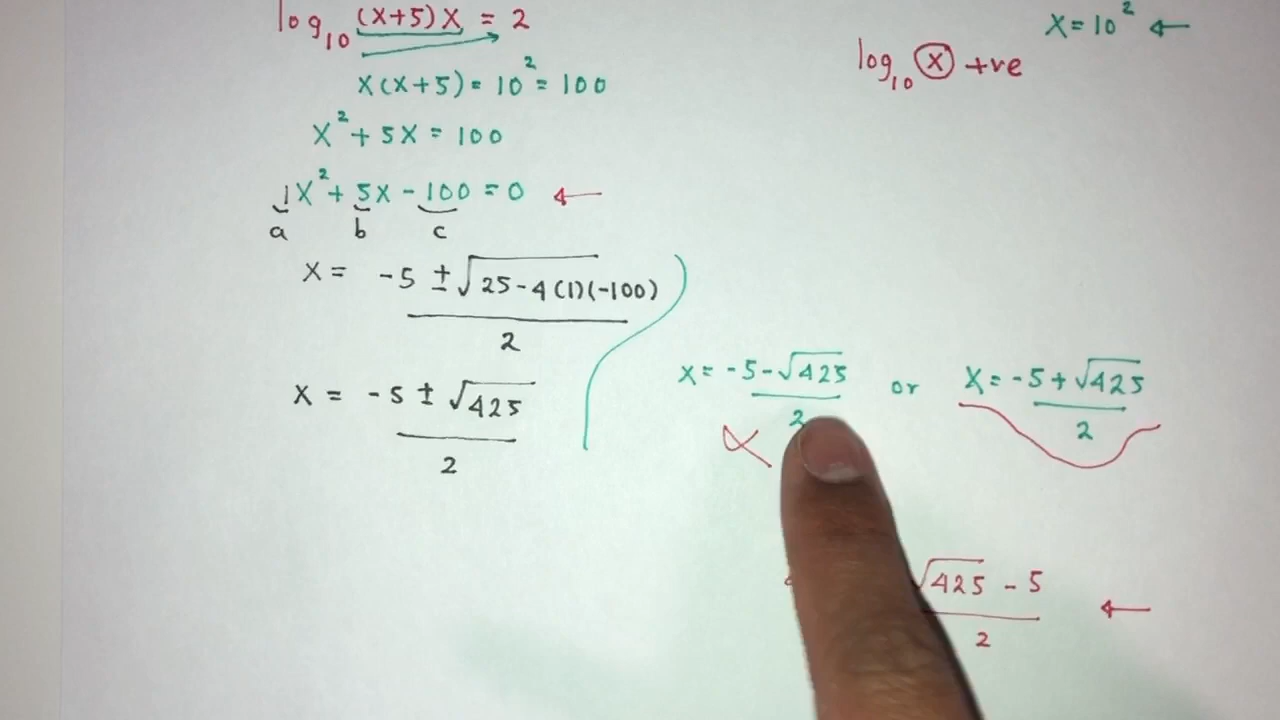 log₁₀ (x+5)x = 2
x(x+5) = 10² = 100
x² + 5x = 100
1x² + 5x - 100 = 0
a b c
x = -5 ± √25-4(1)(-100)
2
x = -5 ± √425
2
x = 10²
log₁₀ x +ve
x = -5 - √425 or x = -5 + √425
2 2
√425 - 5
2